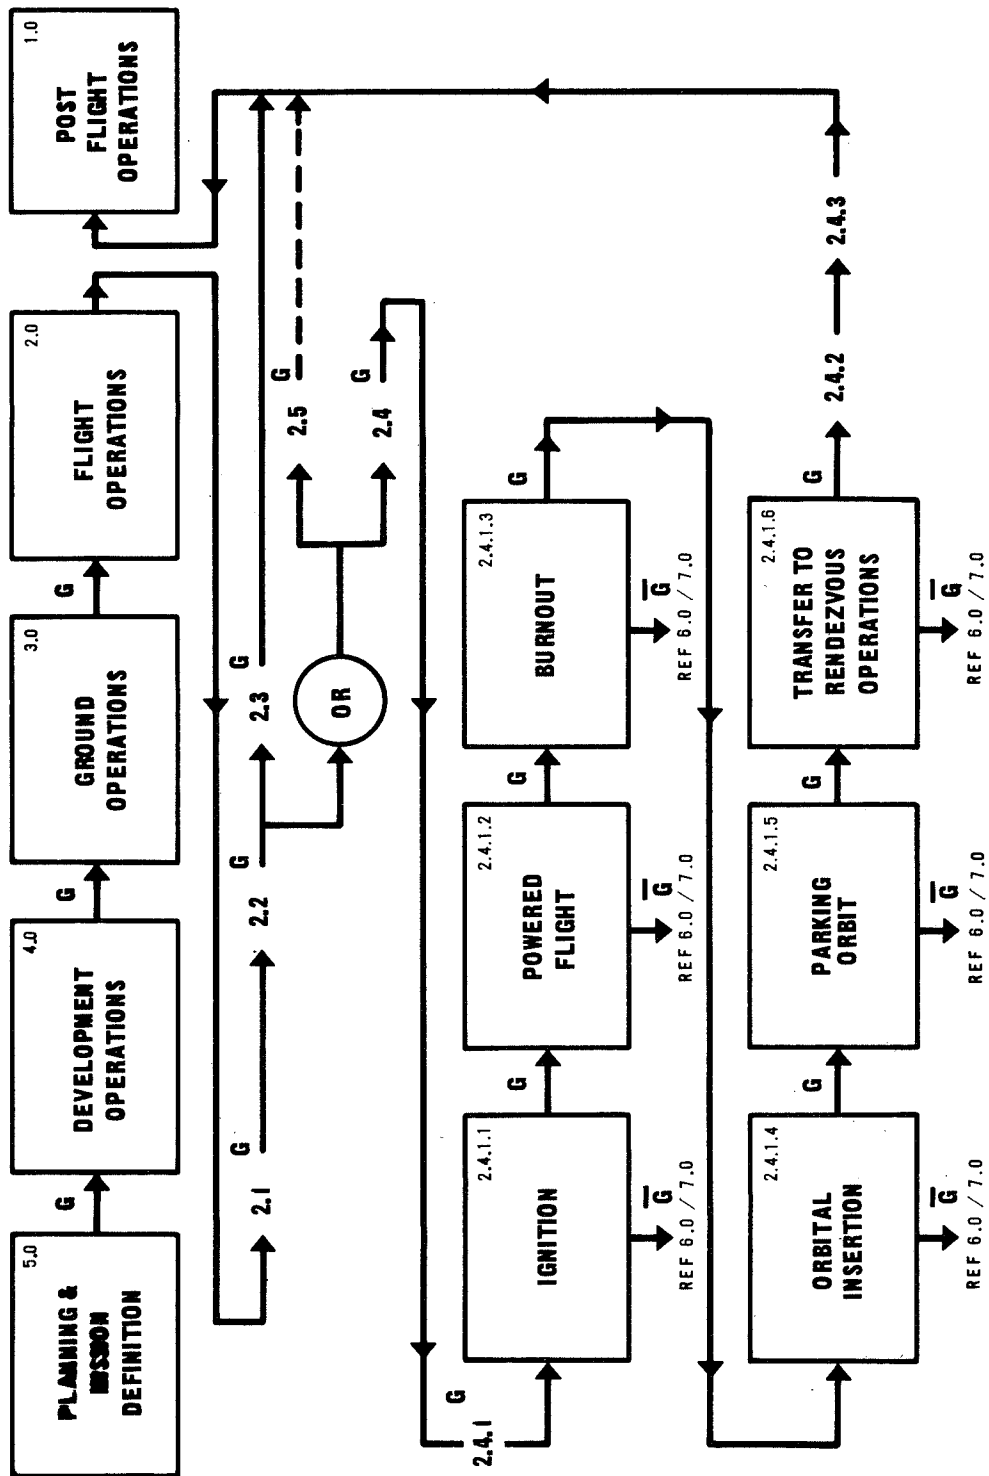 5.0
PLANNING &
MISSION
DEFINITION
G
4.0
DEVELOPMENT
OPERATIONS
G
3.0
GROUND
OPERATIONS
G
2.0
FLIGHT
OPERATIONS
1.0
POST
FLIGHT
OPERATIONS
2.1
G
2.2
G
2.3
G
OR
2.5
G
2.4
G
2.4.1
G
2.4.1.1
IGNITION
G
REF 6.0 / 7.0
G
2.4.1.2
POWERED
FLIGHT
G
REF 6.0 / 7.0
G
2.4.1.3
BURNOUT
G
REF 6.0 / 7.0
G
2.4.1.4
ORBITAL
INSERTION
G
REF 6.0 / 7.0
G
2.4.1.5
PARKING
ORBIT
G
REF 6.0 / 7.0
G
2.4.1.6
TRANSFER TO
RENDEZVOUS
OPERATIONS
G
REF 6.0 / 7.0
G
2.4.2
2.4.3